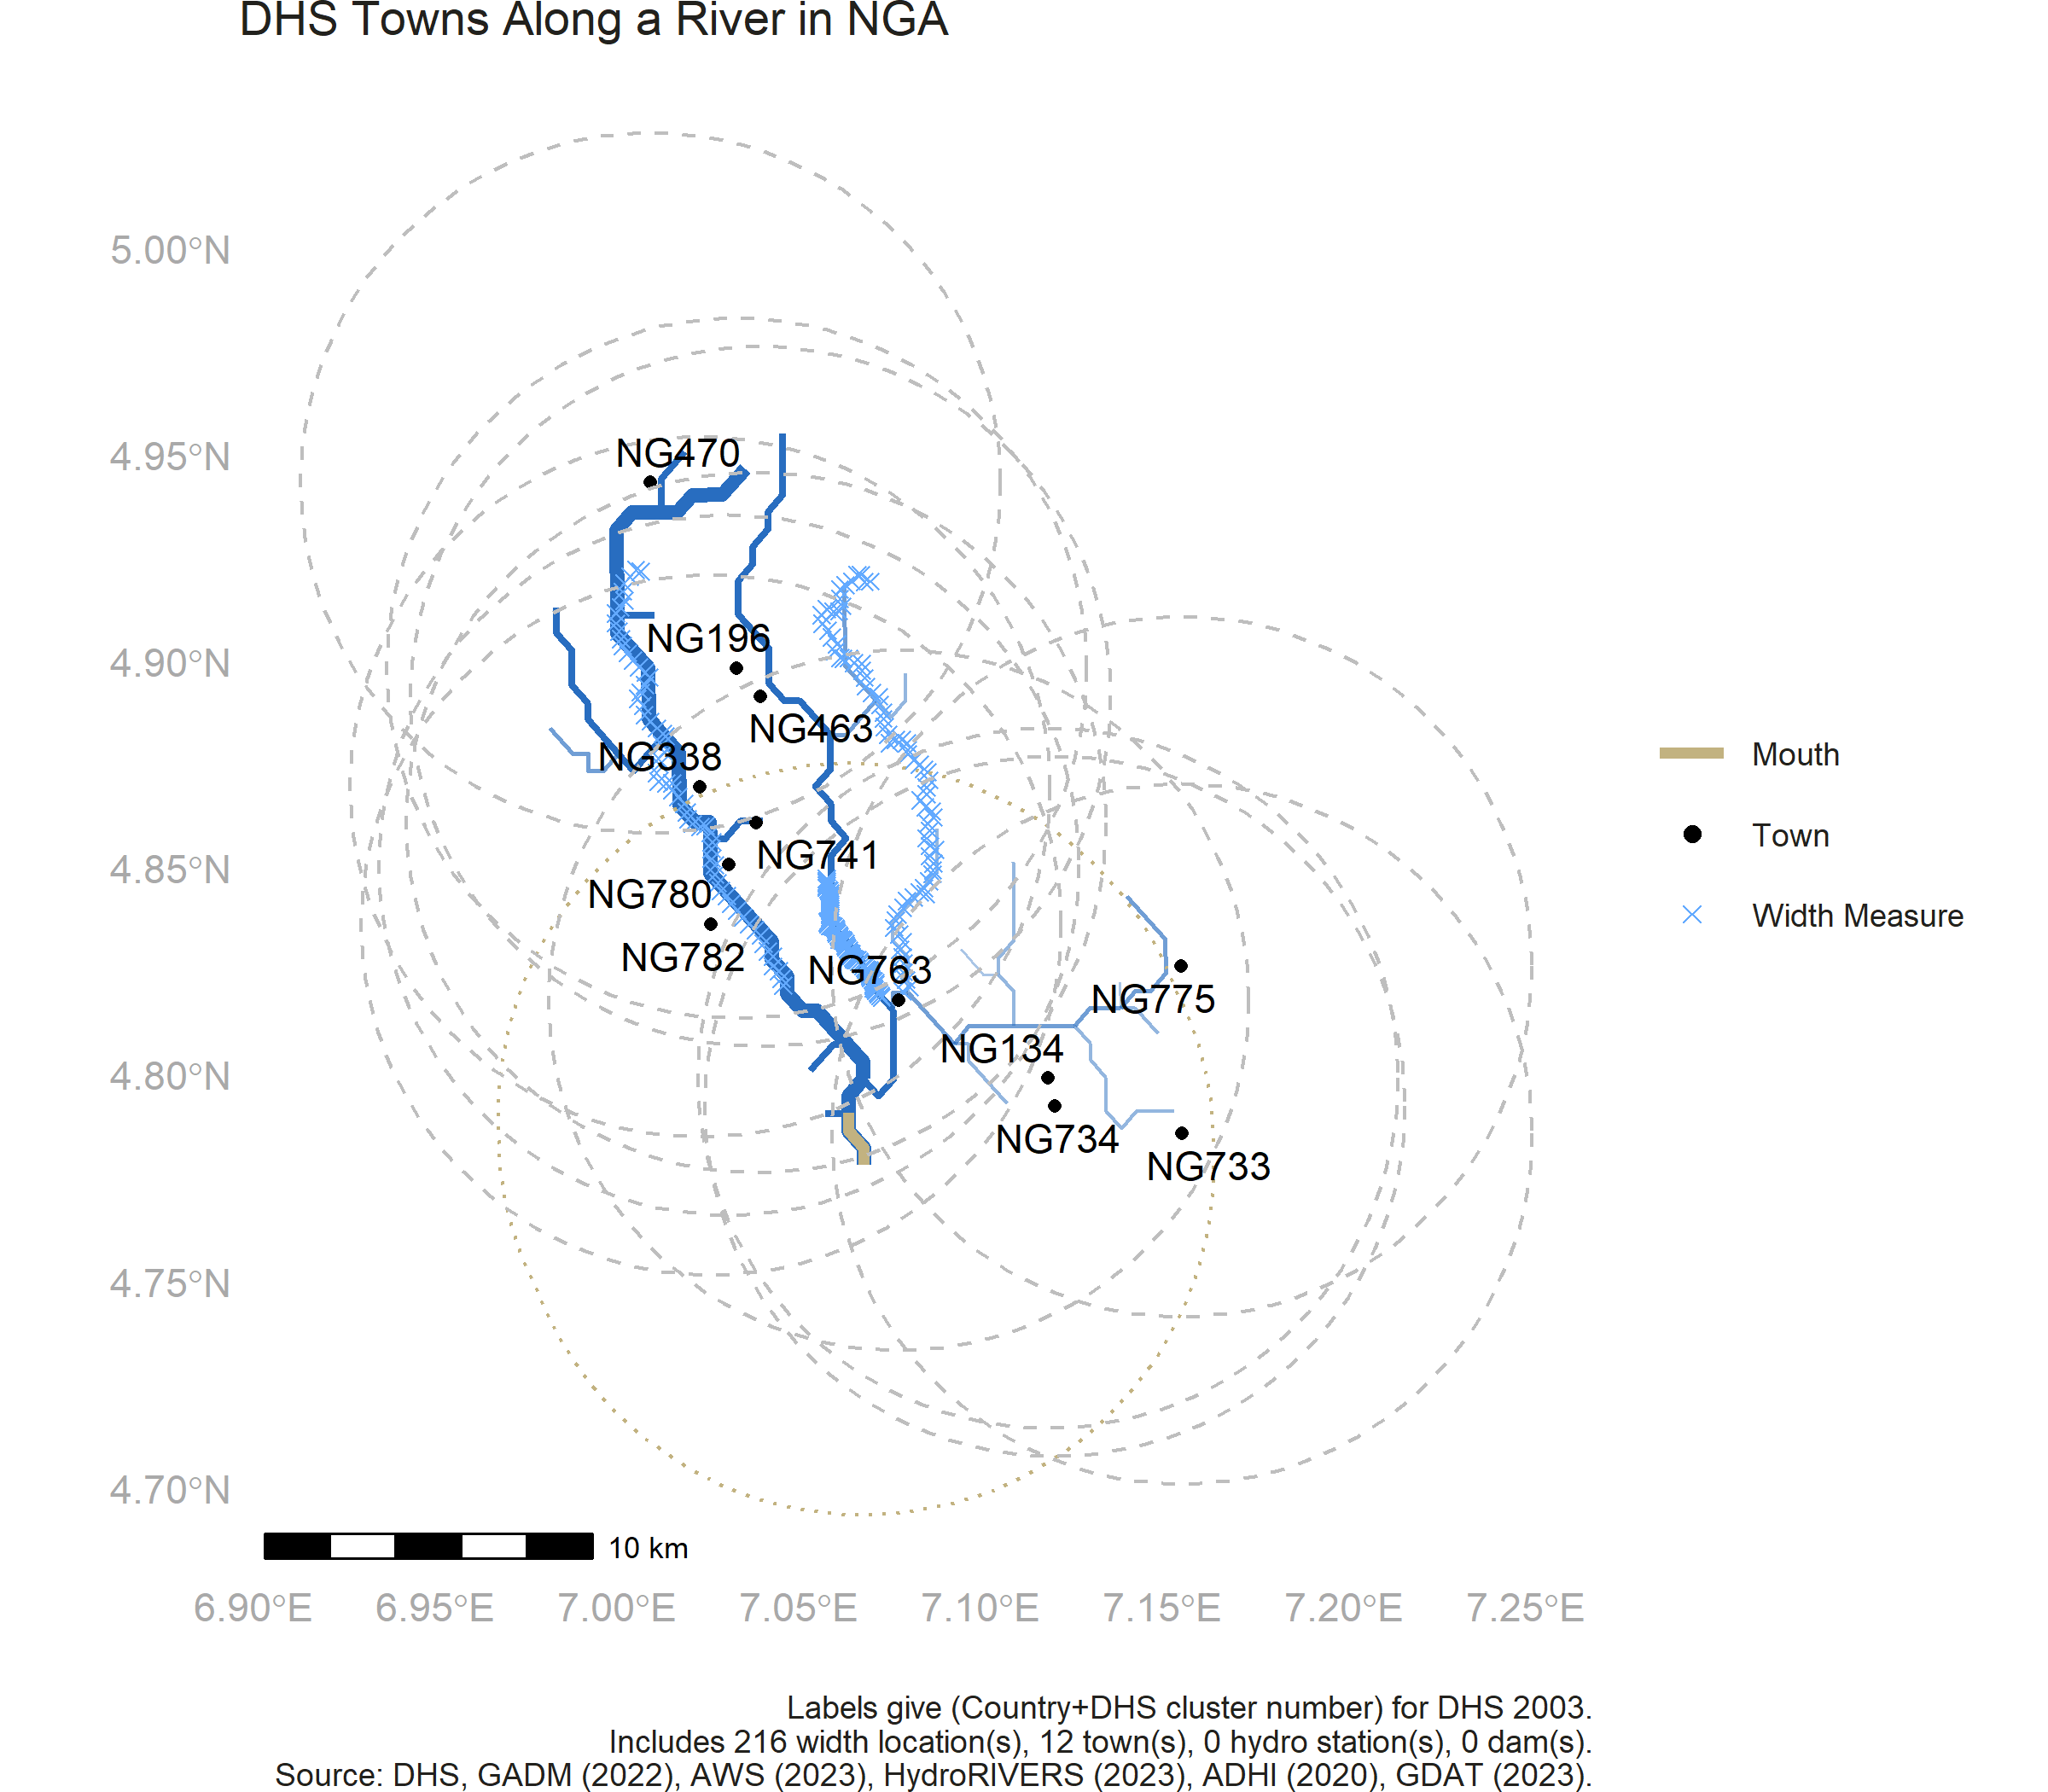 DHS Towns Along a River in NGA
5.00°N
4.95°N
4.90°N
4.85°N
4.80°N
4.75°N
4.70°N
NG470
NG196
NG463
NG338
NG741
NG780
NG782
NG763
NG775
NG134
NG734
NG733
Mouth
Town
Width Measure
10 km
6.90°E 6.95°E 7.00°E 7.05°E 7.10°E 7.15°E 7.20°E 7.25°E
Labels give (Country+DHS cluster number) for DHS 2003.
Includes 216 width location(s), 12 town(s), 0 hydro station(s), 0 dam(s).
Source: DHS, GADM (2022), AWS (2023), HydroRIVERS (2023), ADHI (2020), GDAT (2023).